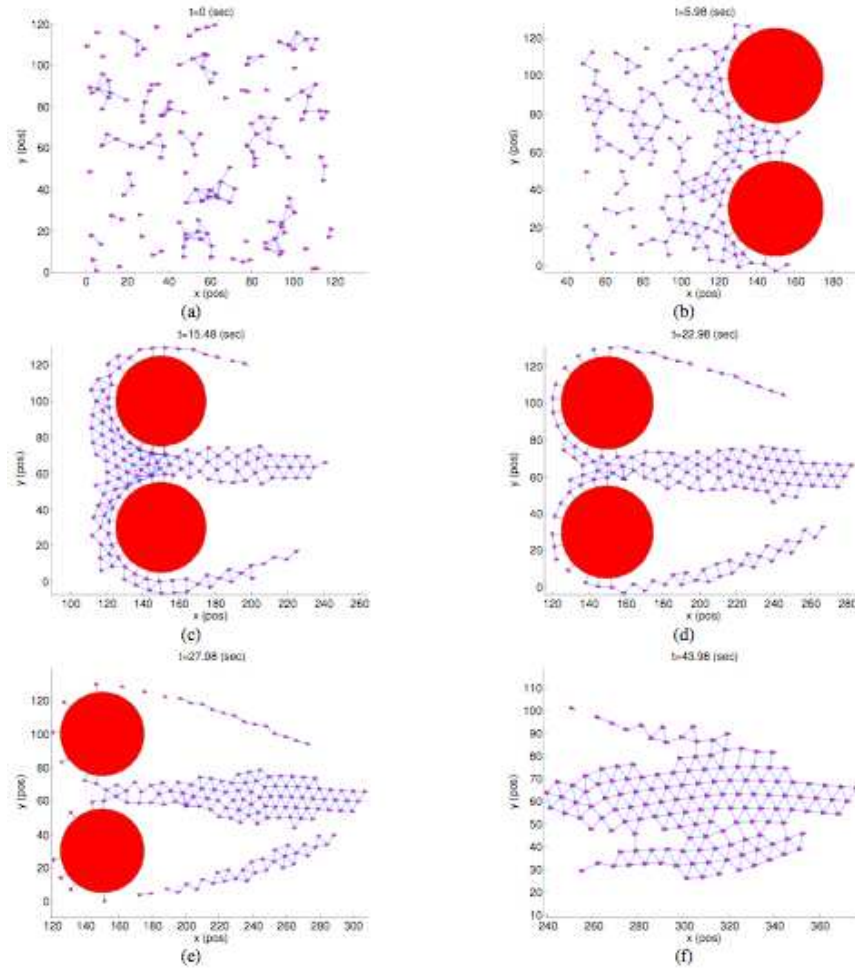 t=0 (sec)
120
100
80
60
40
20
0
y (pos)
0 20 40 60 80 100 120
x (pos)
(a)
t=5.98 (sec)
120
100
80
60
40
20
0
y (pos)
40 60 80 100 120 140 160 180
x (pos)
(b)
t=15.48 (sec)
120
100
80
60
40
20
0
y (pos)
100 120 140 160 180 200 220 240 260
x (pos)
(c)
t=22.98 (sec)
120
100
80
60
40
20
0
y (pos)
120 140 160 180 200 220 240 260 280
x (pos)
(d)
t=27.98 (sec)
120
100
80
60
40
20
0
y (pos)
120 140 160 180 200 220 240 260 280 300
x (pos)
(e)
t=43.98 (sec)
110
100
90
80
70
60
50
40
30
20
10
y (pos)
240 260 280 300 320 340 360
x (pos)
(f)